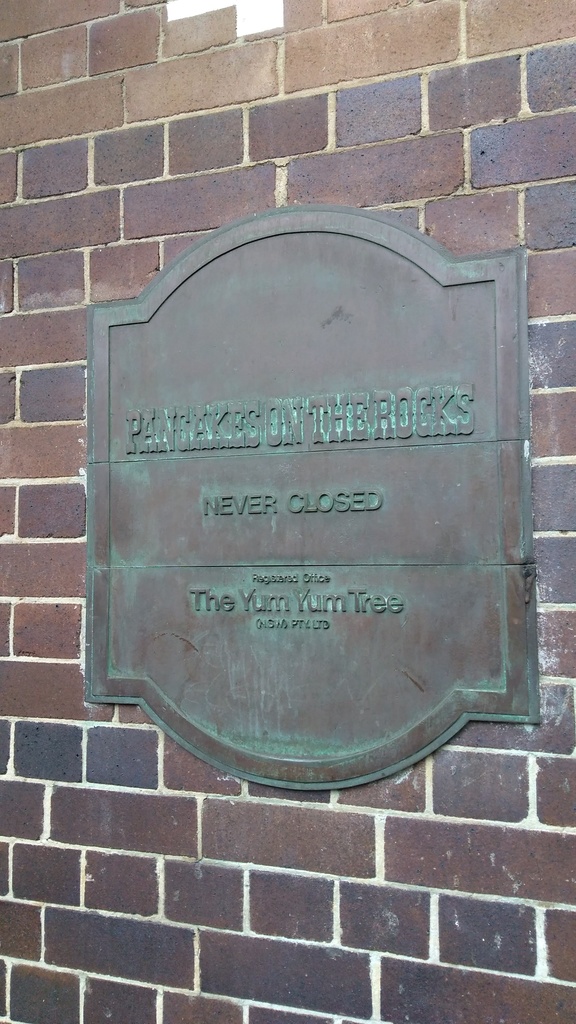 PANCAKES ON THE ROCKS
NEVER CLOSED
Registered Office
The Yum Yum Tree
(N.S.W) PTY. LTD